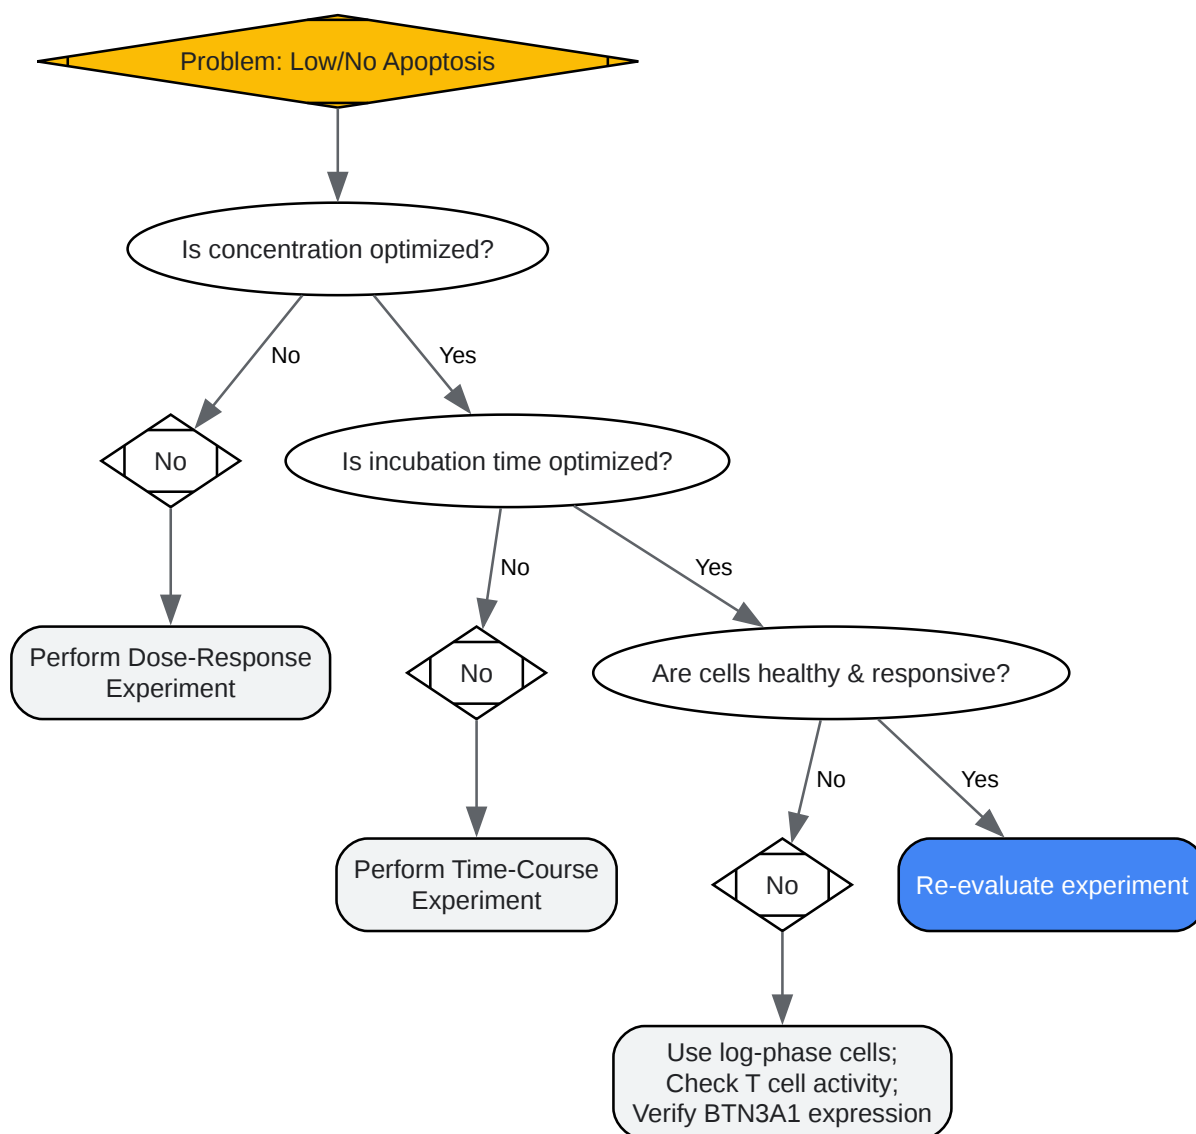 Problem: Low/No Apoptosis
Is concentration optimized?
No
Yes
No
Is incubation time optimized?
No
Yes
Perform Dose-Response
Experiment
No
Are cells healthy & responsive?
No
Yes
Perform Time-Course
Experiment
No
Re-evaluate experiment
Use log-phase cells;
Check T cell activity;
Verify BTN3A1 expression